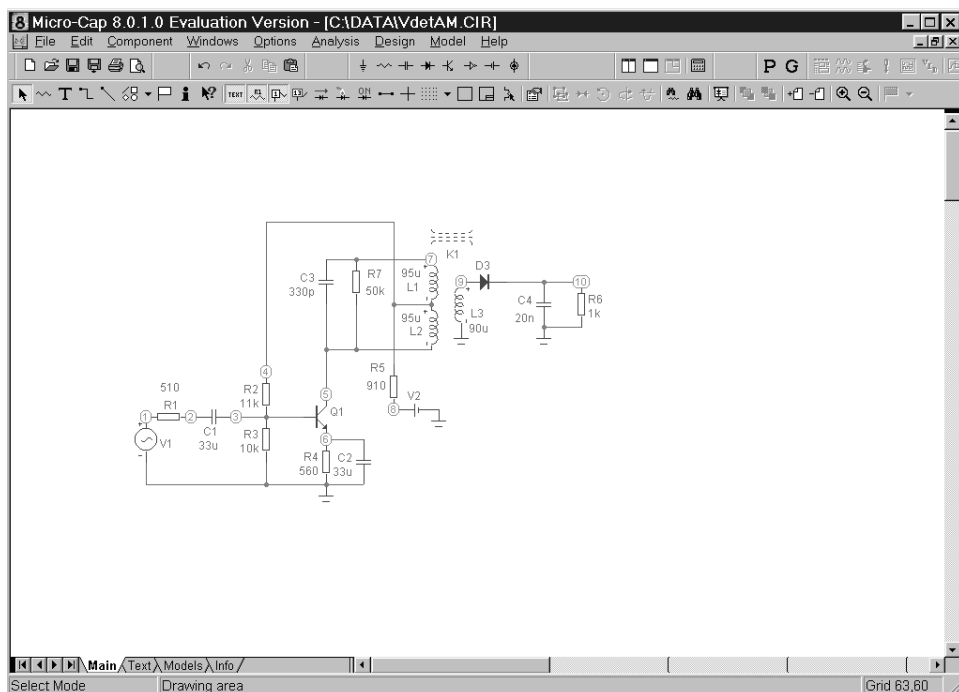 8 Micro-Cap 8.0.1.0 Evaluation Version - [C:\DATA\VdetAM.CIR]
File Edit Component Windows Options Analysis Design Model Help
P G
T i TEXT ON
K1
7
C3
330p
R7
50k
95u
L1
95u
L2
9
D3
L3
90u
10
C4
20n
R6
1k
4
R5
910
8
V2
510
R1
1
2
3
C1
33u
V1
R2
11k
R3
10k
5
Q1
6
R4
560
C2
33u
Main Text Models Info
Select Mode Drawing area Grid 63,60